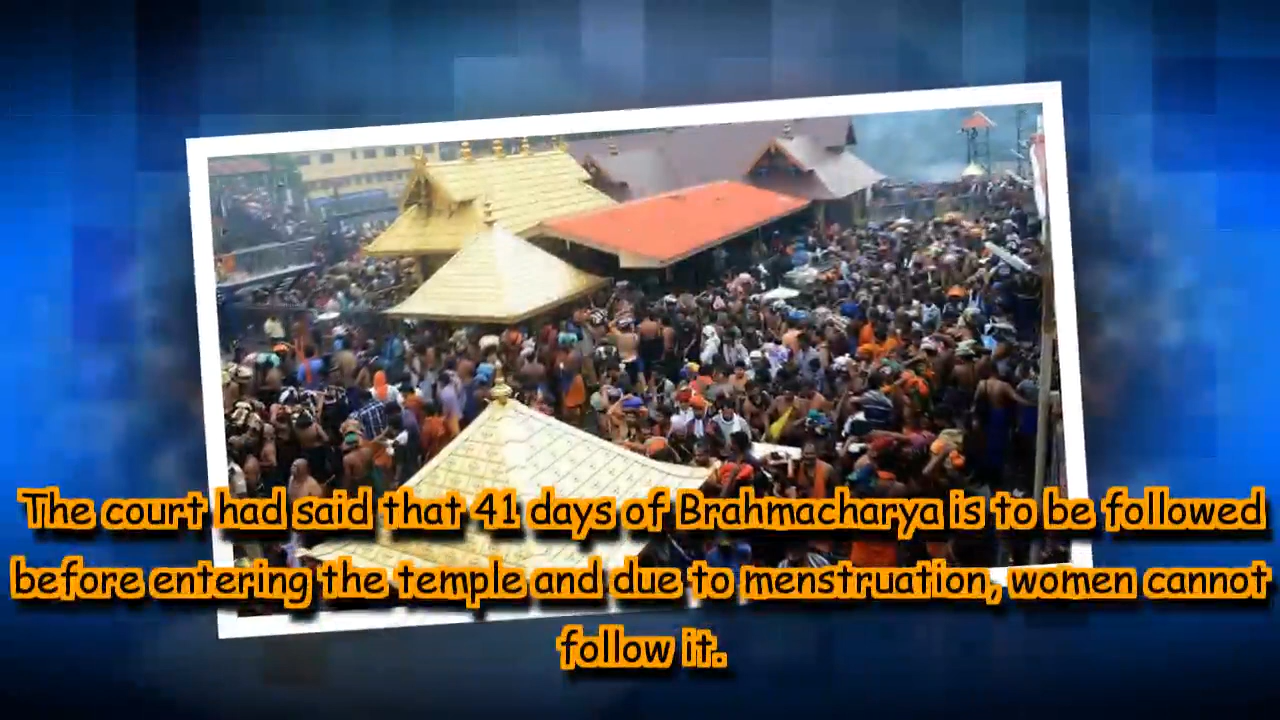 The court had said that 41 days of Brahmacharya is to be followed
before entering the temple and due to menstruation, women cannot
follow it.